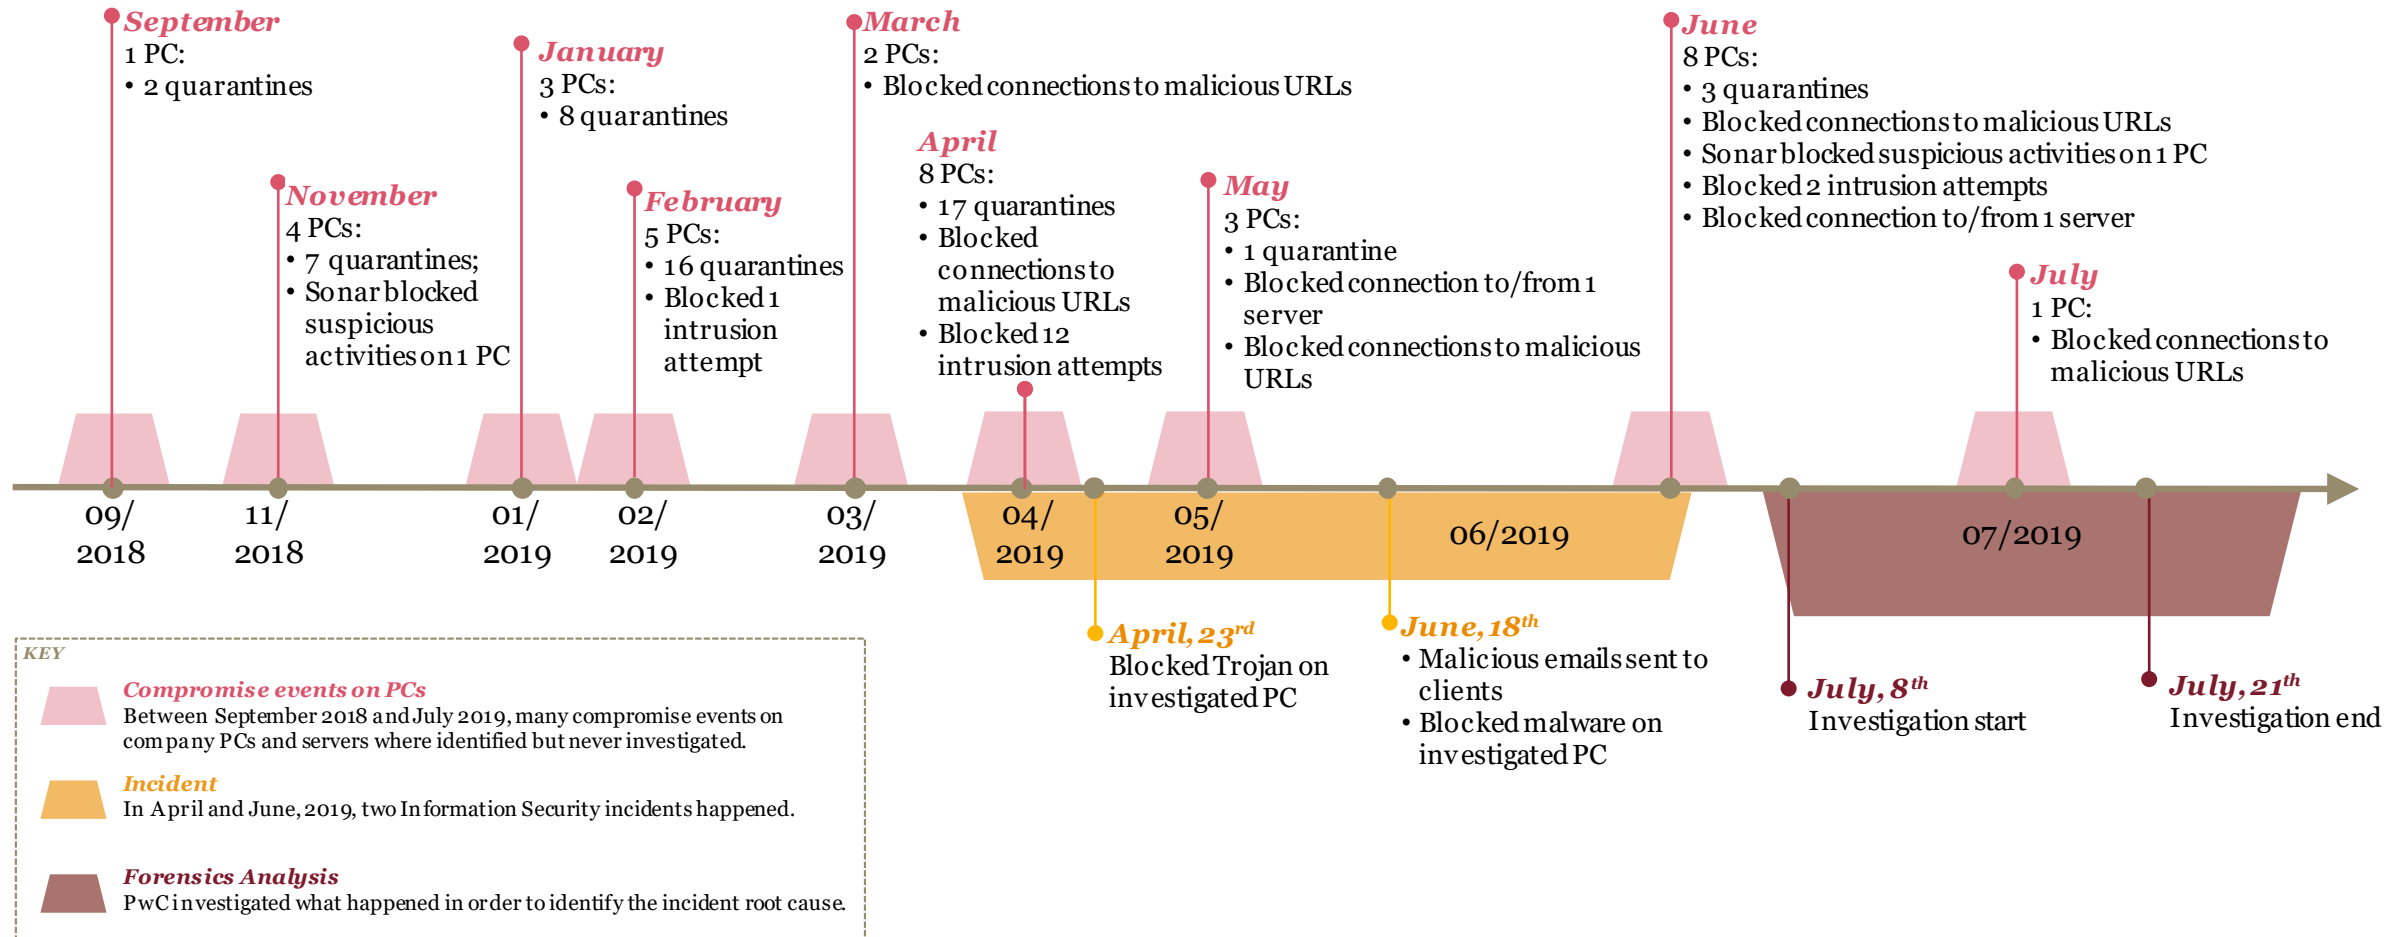 September
1 PC:
• 2 quarantines
November
4 PCs:
• 7 quarantines;
• Sonar blocked
suspicious
activities on 1 PC
January
3 PCs:
• 8 quarantines
February
5 PCs:
• 16 quarantines
• Blocked 1
intrusion
attempt
March
2 PCs:
• Blocked connections to malicious URLs
April
8 PCs:
• 17 quarantines
• Blocked
connections to
malicious URLs
• Blocked 12
intrusion attempts
May
3 PCs:
• 1 quarantine
• Blocked connection to/from 1
server
• Blocked connections to malicious
URLs
June
8 PCs:
• 3 quarantines
• Blocked connections to malicious URLs
• Sonar blocked suspicious activities on 1 PC
• Blocked 2 intrusion attempts
• Blocked connection to/from 1 server
July
1 PC:
• Blocked connections to
malicious URLs
09/
2018
11/
2018
01/
2019
02/
2019
03/
2019
04/
2019
05/
2019
06/2019
07/2019
April, 23rd
Blocked Trojan on
investigated PC
June, 18th
• Malicious emails sent to
clients
• Blocked malware on
investigated PC
July, 8th
Investigation start
July, 21th
Investigation end
KEY
Compromise events on PCs
Between September 2018 and July 2019, many compromise events on
company PCs and servers where identified but never investigated.
Incident
In April and June, 2019, two Information Security incidents happened.
Forensics Analysis
PwC investigated what happened in order to identify the incident root cause.